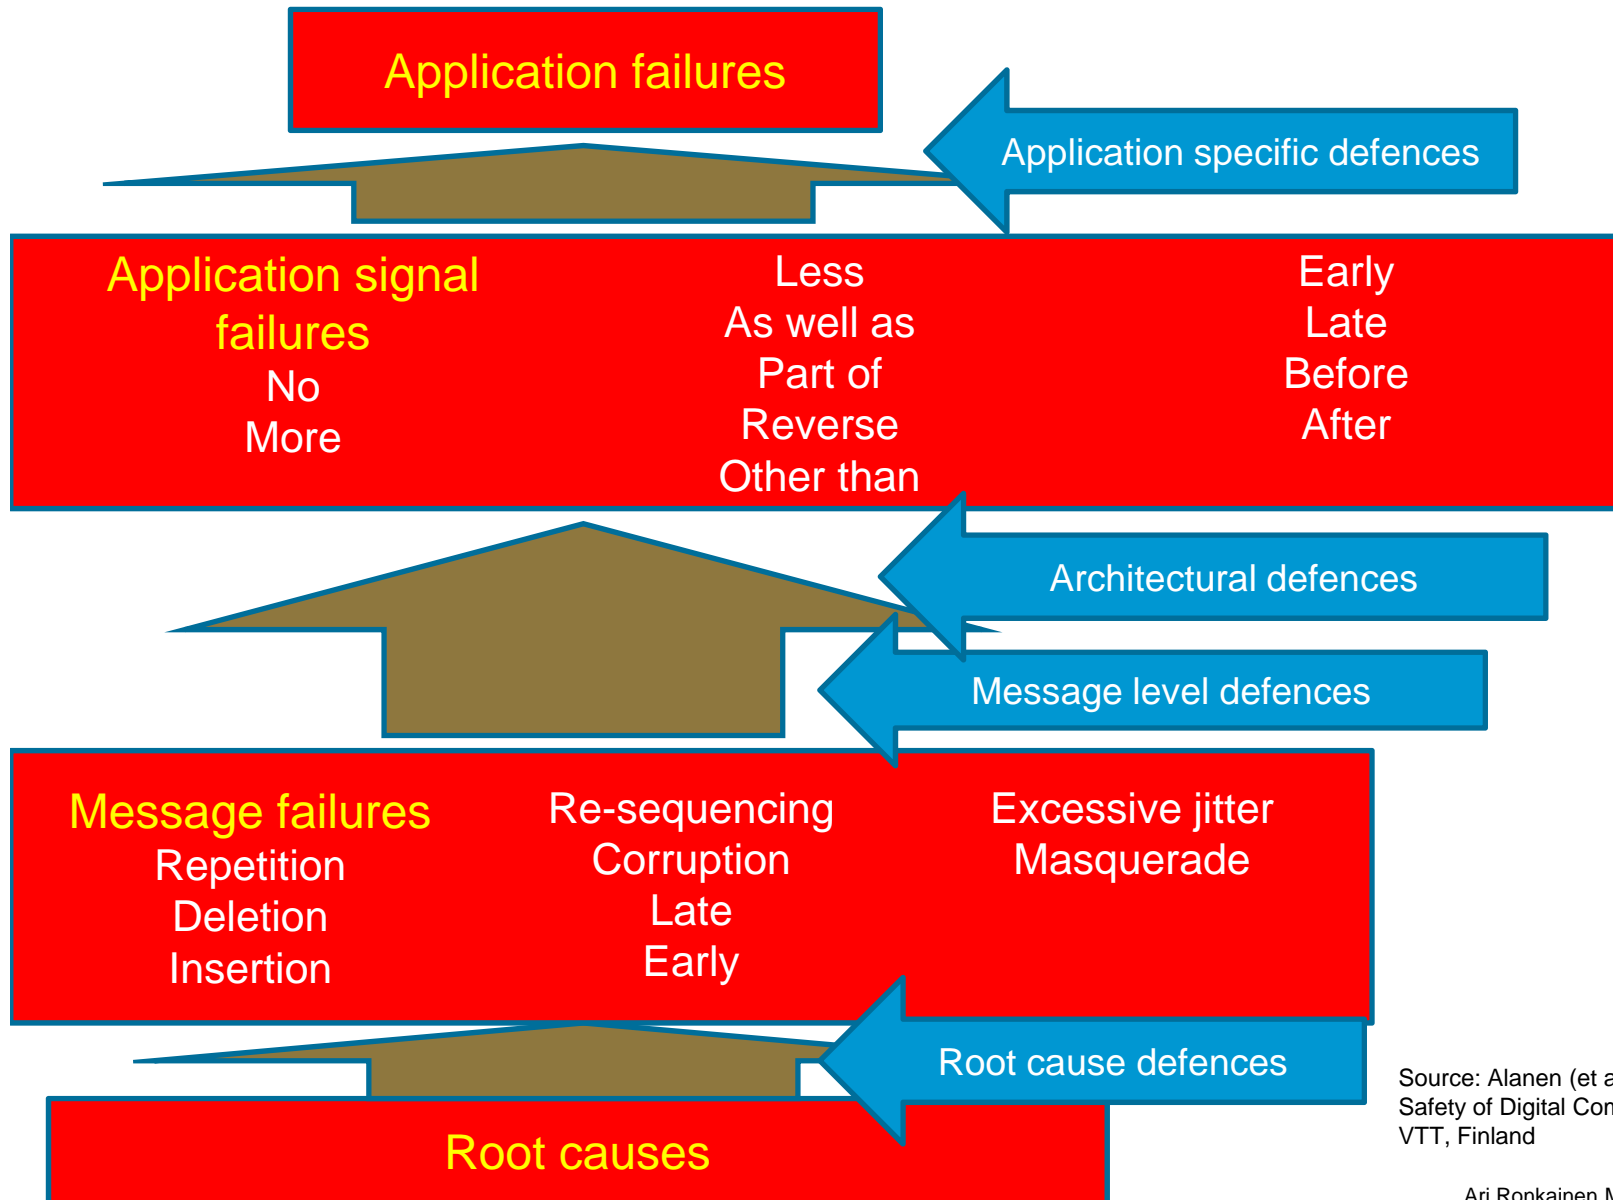 Application failures
Application specific defences
Application signal
failures
No
More
Less
As well as
Part of
Reverse
Other than
Early
Late
Before
After
Architectural defences
Message level defences
Message failures
Repetition
Deletion
Insertion
Re-sequencing
Corruption
Late
Early
Excessive jitter
Masquerade
Root cause defences
Root causes
Source: Alanen (et a
Safety of Digital
VTT, Finland
Ari Ronkainen